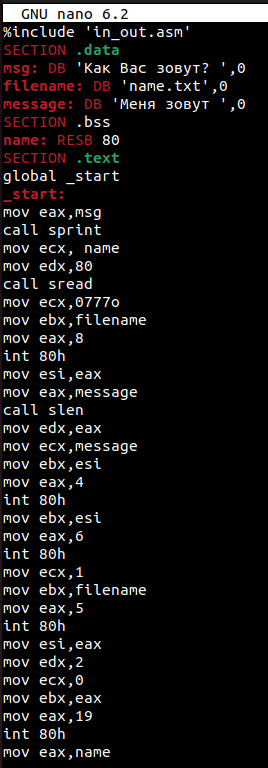 GNU nano 6.2
%include 'in_out.asm'
SECTION .data
msg: DB 'Как Вас зовут? ',0
filename: DB 'name.txt',0
message: DB 'Меня зовут ',0
SECTION .bss
name: RESB 80
SECTION .text
global _start
_start:
mov eax,msg
call sprint
mov ecx, name
mov edx,80
call sread
mov ecx,0777o
mov ebx,filename
mov eax,8
int 80h
mov esi,eax
mov eax,message
call slen
mov edx,eax
mov ecx,message
mov ebx,esi
mov eax,4
int 80h
mov ebx,esi
mov eax,6
int 80h
mov ecx,1
mov ebx,filename
mov eax,5
int 80h
mov esi,eax
mov edx,2
mov ecx,0
mov ebx,eax
mov eax,19
int 80h
mov eax,name